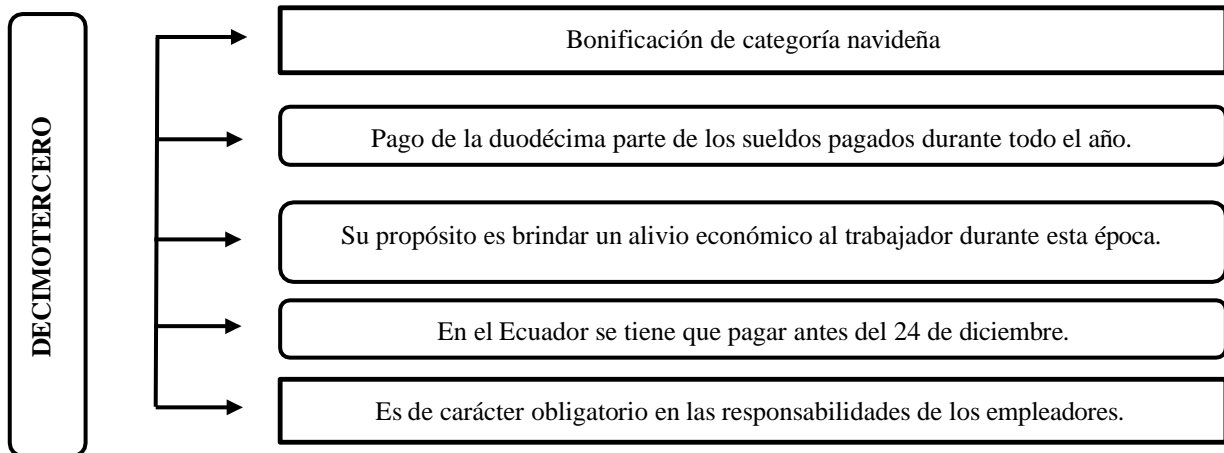 DECIMOTERCERO
Bonificación de categoría navideña
Pago de la duodécima parte de los sueldos pagados durante todo el año.
Su propósito es brindar un alivio económico al trabajador durante esta época.
En el Ecuador se tiene que pagar antes del 24 de diciembre.
Es de carácter obligatorio en las responsabilidades de los empleadores.